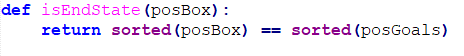 def isEndState(posBox):
    return sorted(posBox) == sorted(posGoals)